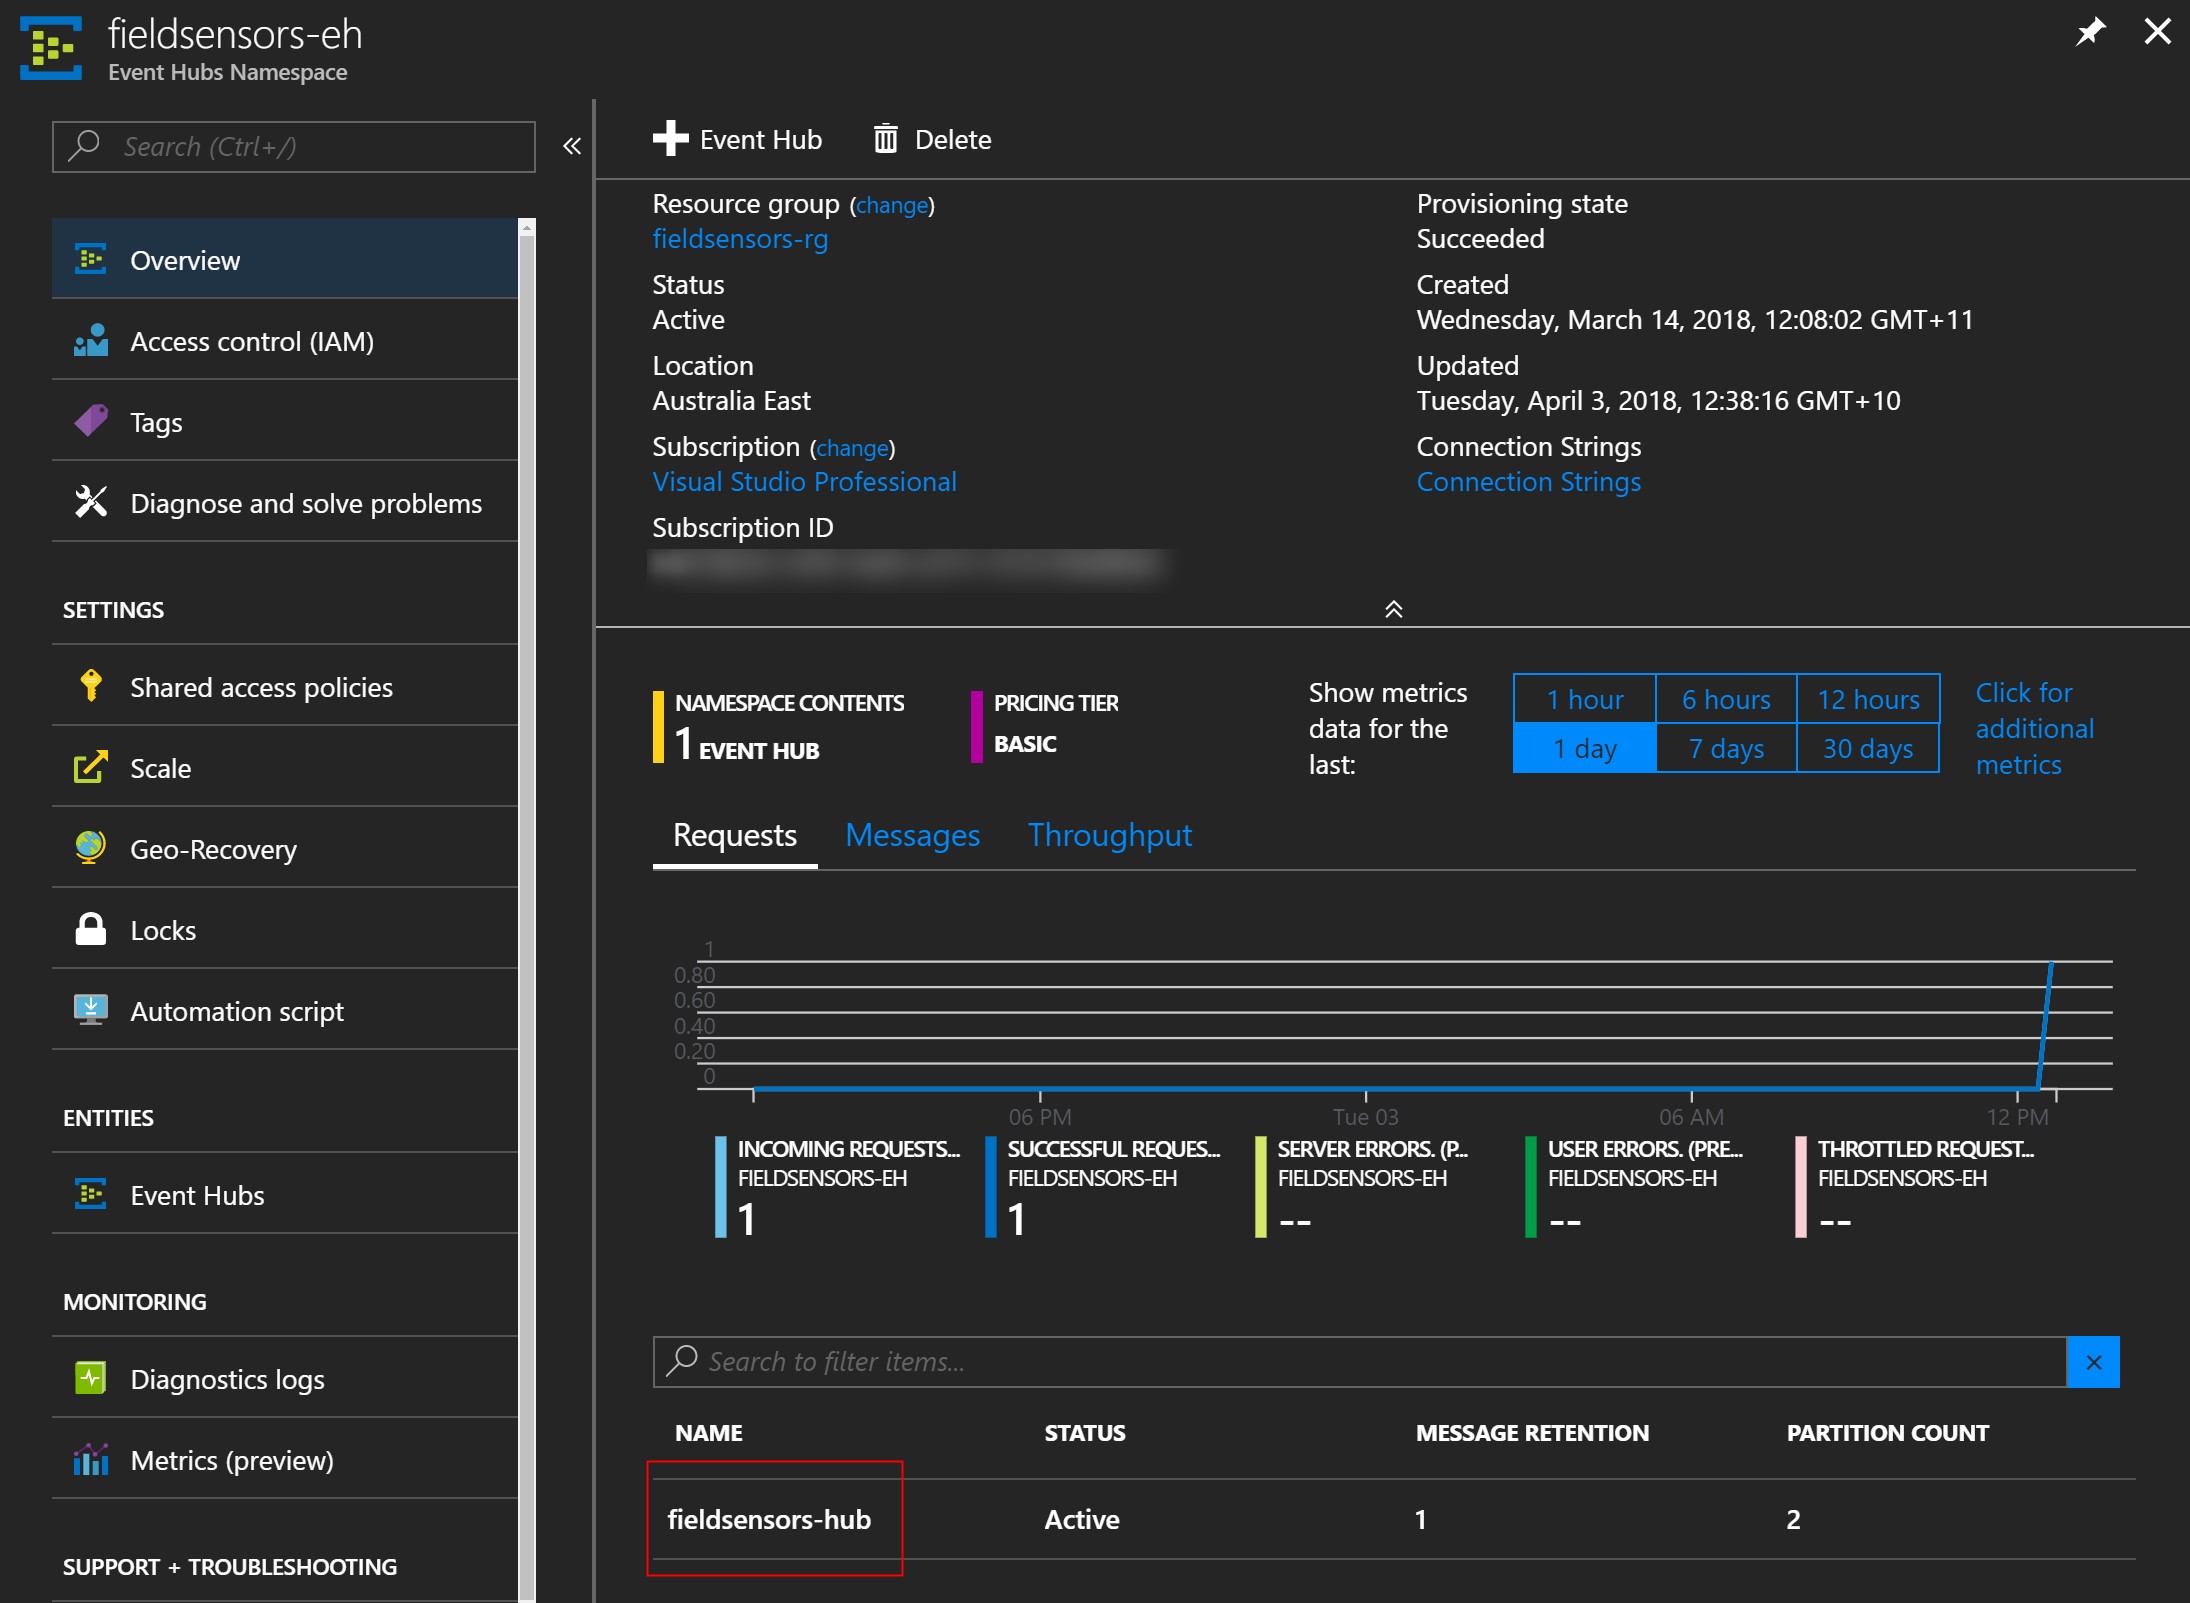 fieldsensors-eh
Event Hubs Namespace
Search (Ctrl+/)
Overview
Access control (IAM)
Tags
Diagnose and solve problems
SETTINGS
Shared access policies
Scale
Geo-Recovery
Locks
Automation script
ENTITIES
Event Hubs
MONITORING
Diagnostics logs
Metrics (preview)
SUPPORT + TROUBLESHOOTING
Event Hub
Delete
Resource group (change)
fieldsensors-rg
Status
Active
Location
Australia East
Subscription (change)
Visual Studio Professional
Subscription ID
Provisioning state
Succeeded
Created
Wednesday, March 14, 2018, 12:08:02 GMT+11
Updated
Tuesday, April 3, 2018, 12:38:16 GMT+10
Connection Strings
Connection Strings
NAMESPACE CONTENTS
1 EVENT HUB
PRICING TIER
BASIC
Show metrics
data for the
last:
1 hour 6 hours 12 hours
1 day 7 days 30 days
Click for
additional
metrics
Requests Messages Throughput
1
0.80
0.60
0.40
0.20
0
06 PM Tue 03 06 AM 12 PM
INCOMING REQUESTS...
FIELDSENSORS-EH
1
SUCCESSFUL REQUES...
FIELDSENSORS-EH
1
SERVER ERRORS. (P...
FIELDSENSORS-EH
--
USER ERRORS. (PRE...
FIELDSENSORS-EH
--
THROTTLED REQUEST...
FIELDSENSORS-EH
--
Search to filter items...
NAME STATUS MESSAGE RETENTION PARTITION COUNT
fieldsensors-hub Active 1 2